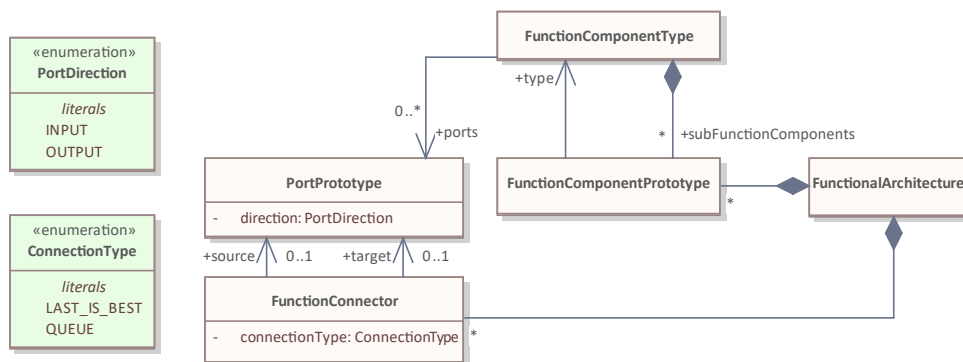 «enumeration»
PortDirection
literals
INPUT
OUTPUT
«enumeration»
ConnectionType
literals
LAST_IS_BEST
QUEUE
FunctionComponentType
+type
0..*
+ports
*
+subFunctionComponents
PortPrototype
- direction: PortDirection
FunctionComponentPrototype
*
FunctionalArchitecture
+source
0..1
+target
0..1
FunctionConnector
- connectionType: ConnectionType
*